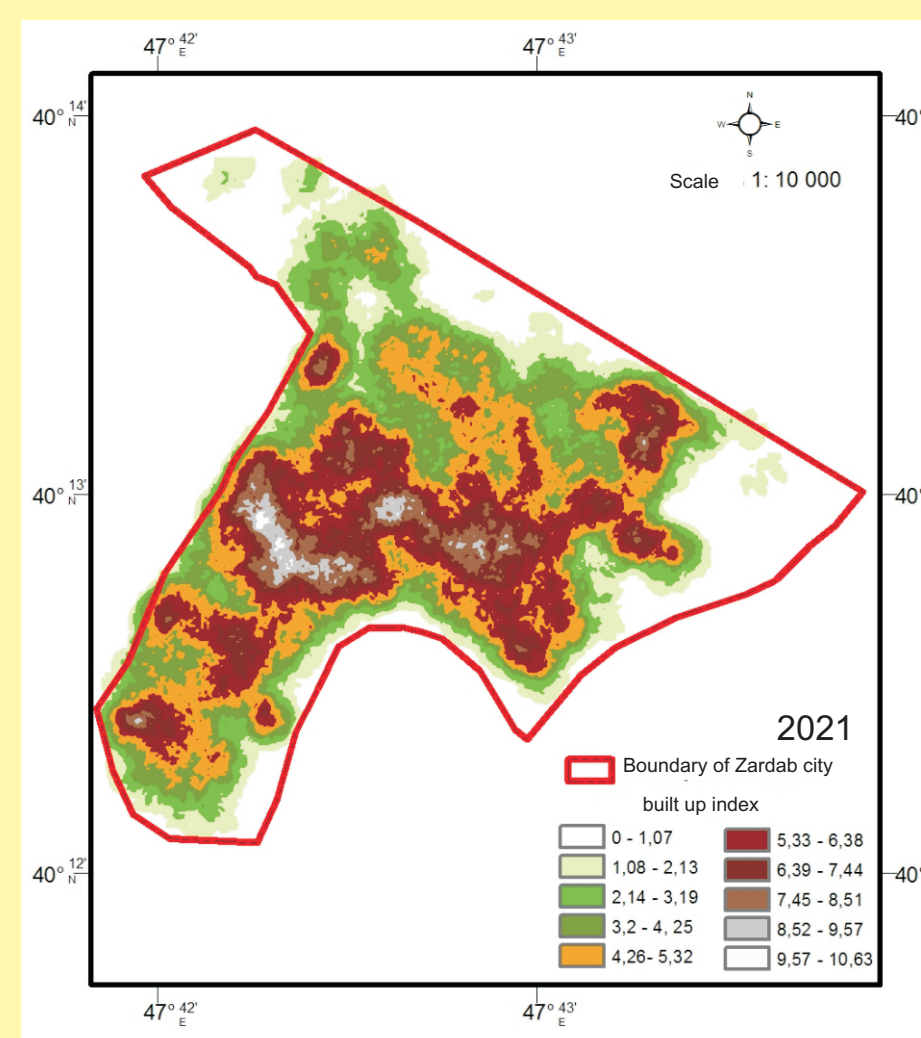 47° 42' E
47° 43' E
40° 14' N
40°
N
W E
S
Scale 1: 10 000
40° 13' N
40°
2021
Boundary of Zardab city
built up index
0 - 1,07
1,08 - 2,13
2,14 - 3,19
3,2 - 4, 25
4,26- 5,32
5,33 - 6,38
6,39 - 7,44
7,45 - 8,51
8,52 - 9,57
9,57 - 10,63
40° 12' N
40°
47° 42' E
47° 43' E